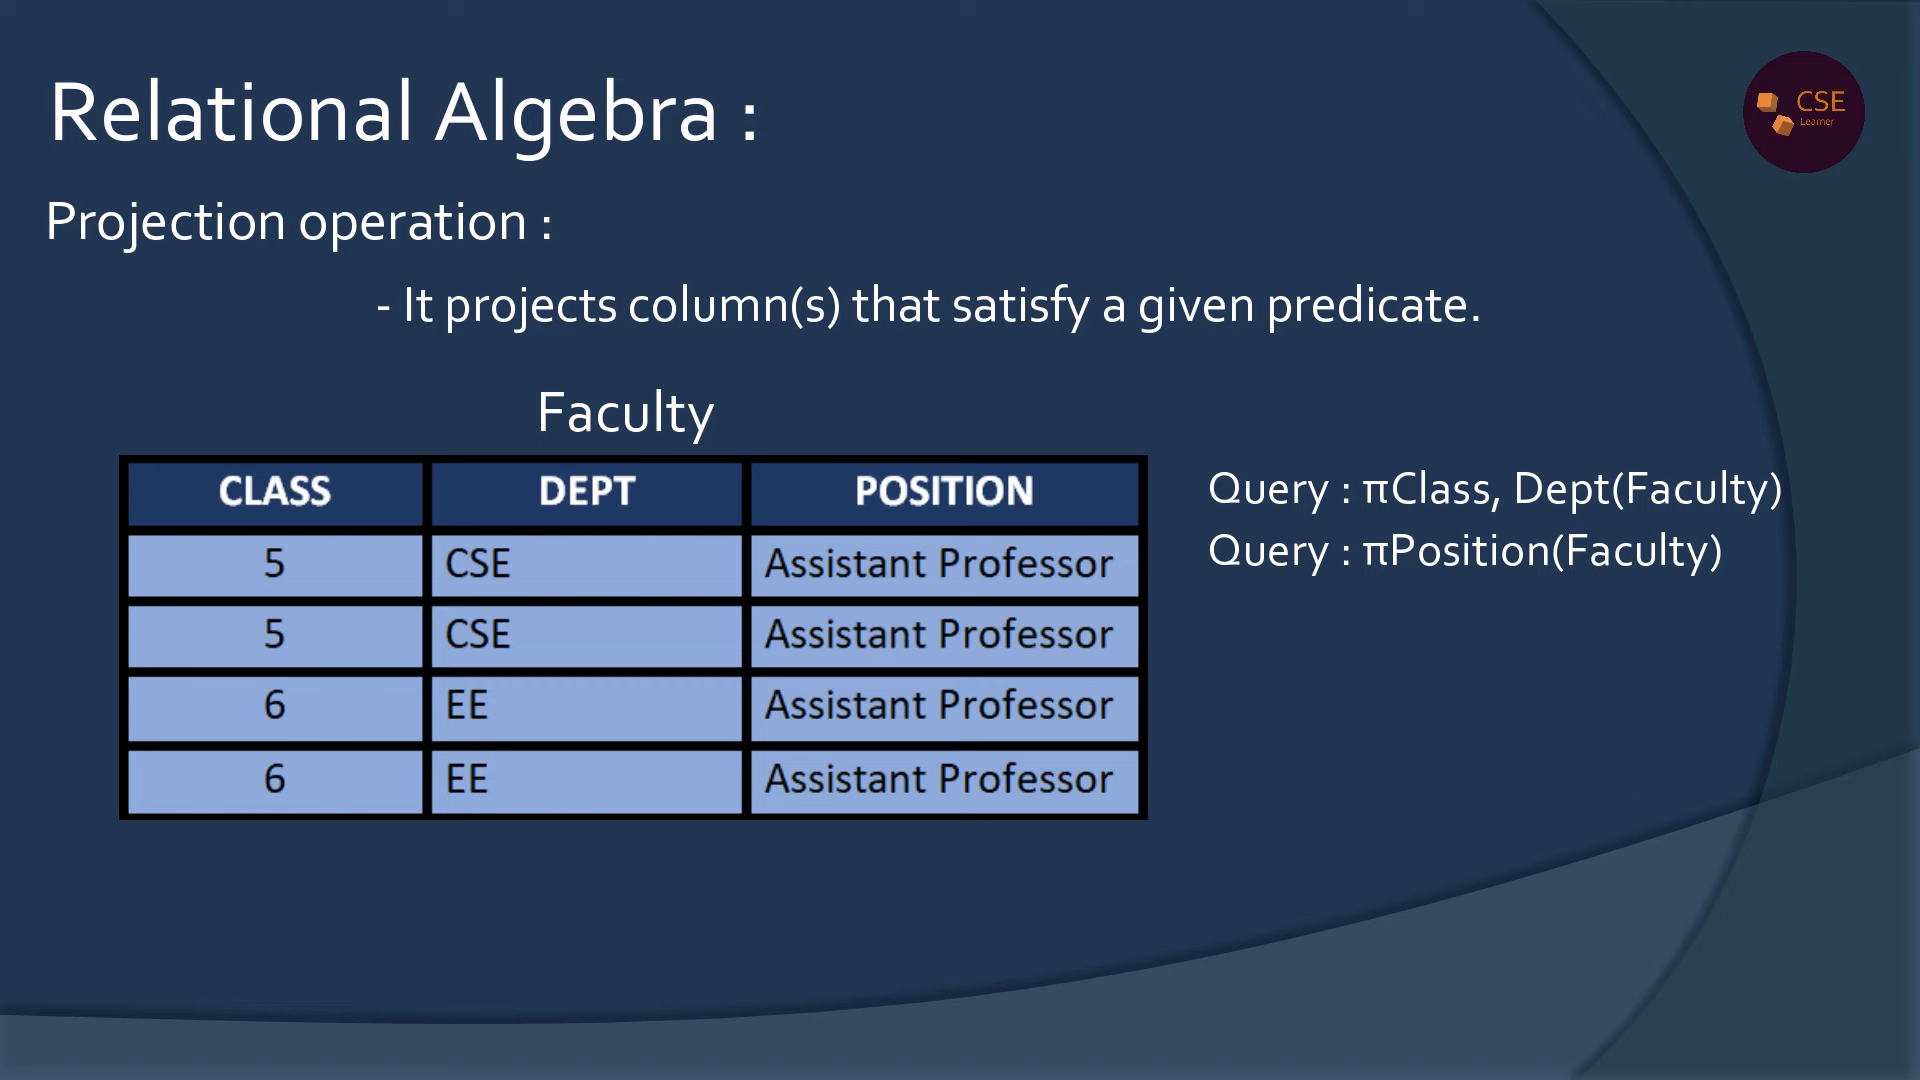 Relational Algebra :
CSE
Learner
Projection operation :
- It projects column(s) that satisfy a given predicate.
Faculty
CLASS DEPT POSITION
5 CSE Assistant Professor
5 CSE Assistant Professor
6 EE Assistant Professor
6 EE Assistant Professor
Query : πClass, Dept(Faculty)
Query : πPosition(Faculty)